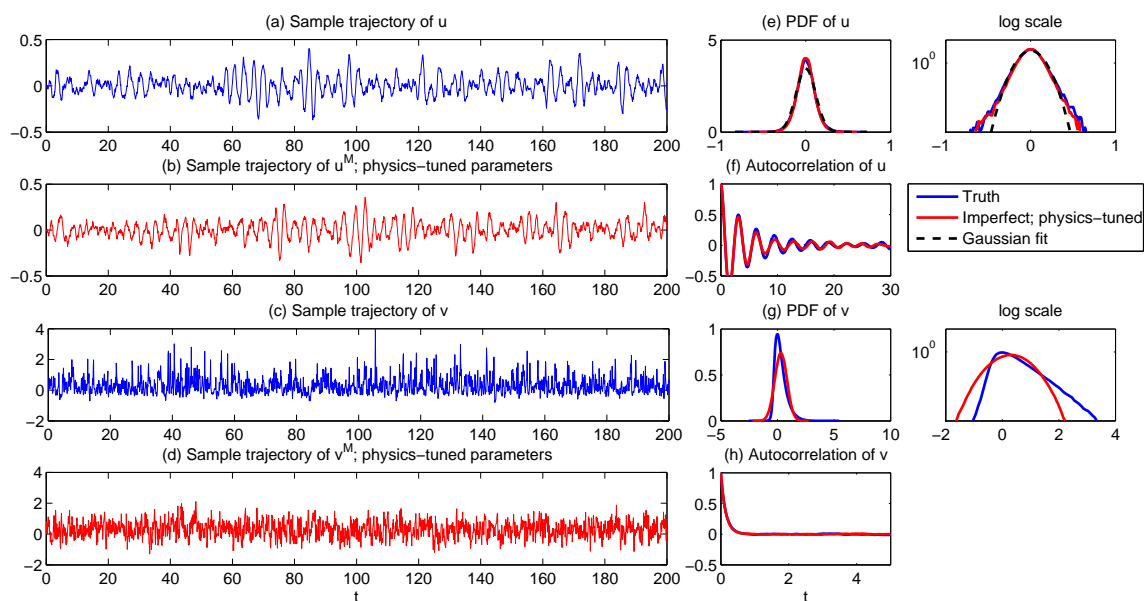 (a) Sample trajectory of u
0.5
0
−0.5
0 20 40 60 80 100 120 140 160 180 200
(b) Sample trajectory of u^M; physics−tuned parameters
0.5
0
−0.5
0 20 40 60 80 100 120 140 160 180 200
(c) Sample trajectory of v
4
2
0
−2
0 20 40 60 80 100 120 140 160 180 200
(d) Sample trajectory of v^M; physics−tuned parameters
4
2
0
−2
0 20 40 60 80 100 120 140 160 180 200
t
(e) PDF of u
5
0
−1 0 1
log scale
10^0
−1 0 1
(f) Autocorrelation of u
1
0.5
0
−0.5
0 10 20 30
Truth
Imperfect; physics−tuned
Gaussian fit
(g) PDF of v
1
0.5
0
−5 0 5 10
log scale
10^0
−2 0 2 4
(h) Autocorrelation of v
1
0.5
0
−0.5
0 2 4
t